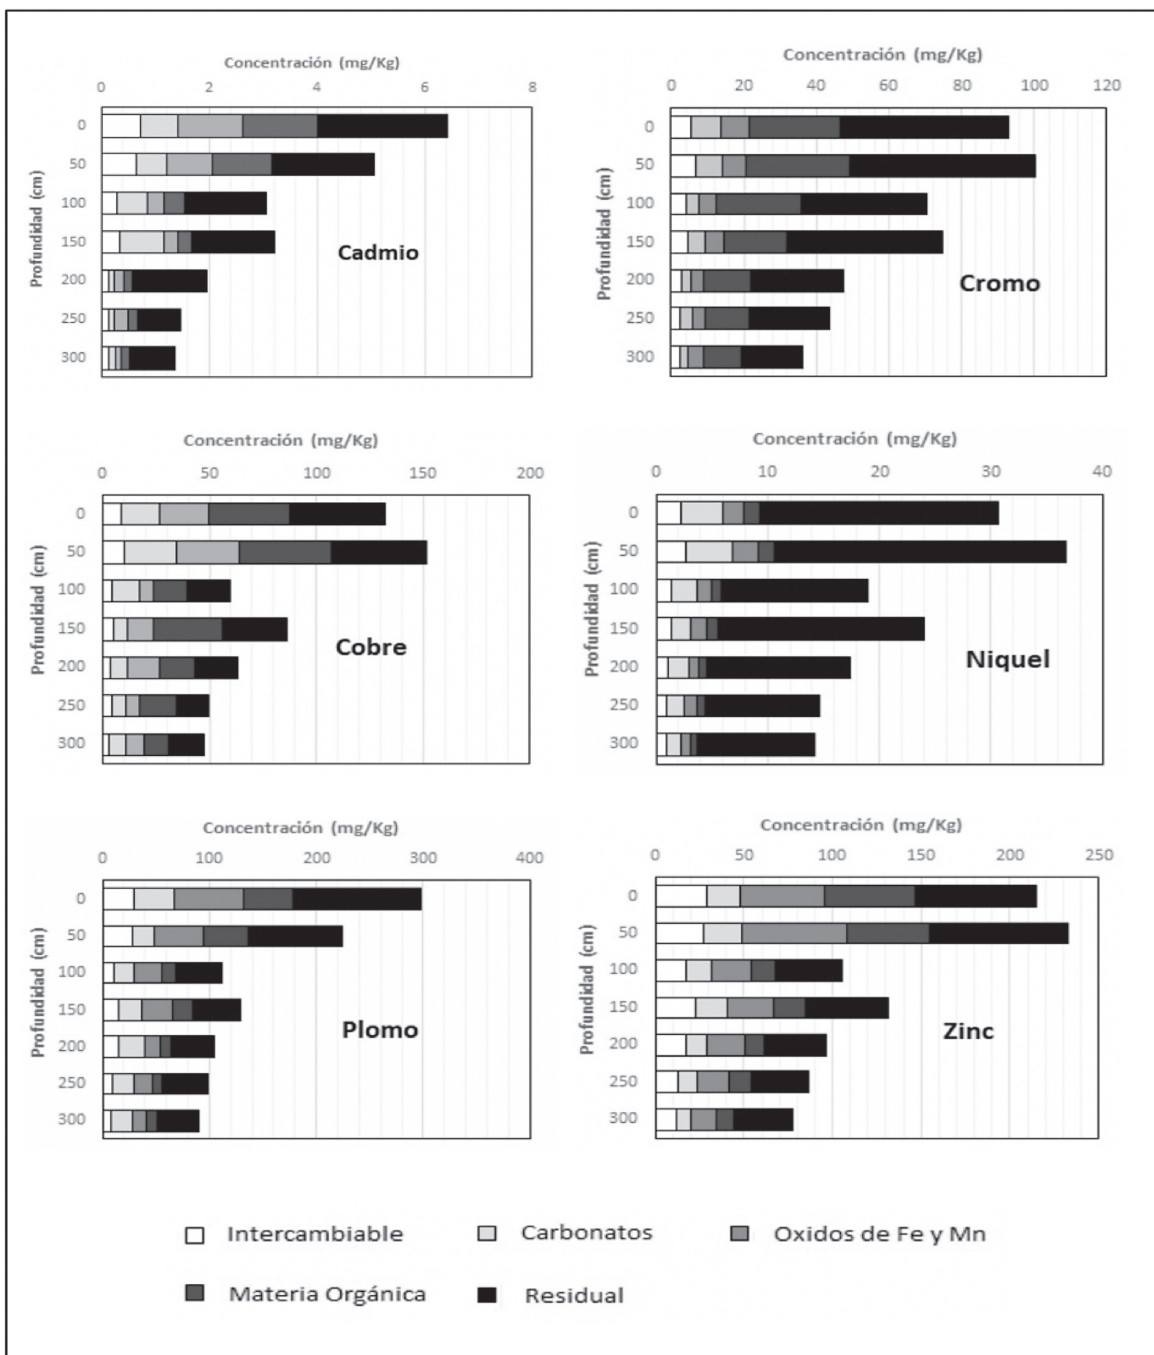 Concentración (mg/Kg)
0 2 4 6 8
Profundidad (cm)
0
50
100
150
200
250
300
Cadmio
Concentración (mg/Kg)
0 20 40 60 80 100 120
Profundidad (cm)
0
50
100
150
200
250
300
Cromo
Concentración (mg/Kg)
0 50 100 150 200
Profundidad (cm)
0
50
100
150
200
250
300
Cobre
Concentración (mg/Kg)
0 10 20 30 40
Profundidad (cm)
0
50
100
150
200
250
300
Niquel
Concentración (mg/Kg)
0 100 200 300 400
Profundidad (cm)
0
50
100
150
200
250
300
Plomo
Concentración (mg/Kg)
0 50 100 150 200 250
Profundidad (cm)
0
50
100
150
200
250
300
Zinc
Intercambiable Carbonatos Oxidos de Fe y Mn
Materia Orgánica Residual